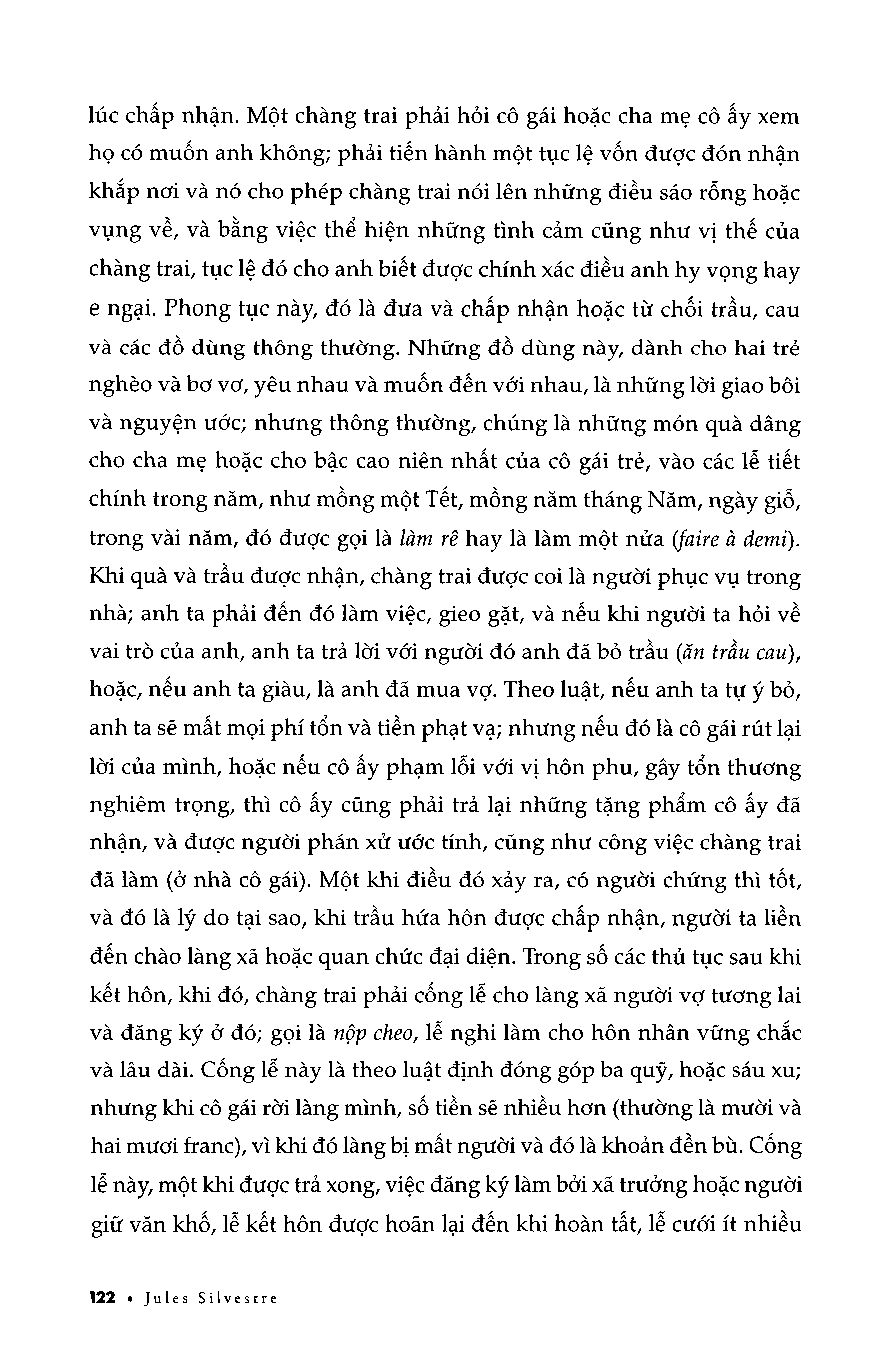 lúc chấp nhận. Một chàng trai phải hỏi cô gái hoặc cha mẹ cô ấy xem
họ có muốn anh không; phải tiến hành một tục lệ vốn được đón nhận
khắp nơi và nó cho phép chàng trai nói lên những điều sáo rỗng hoặc
vụng về, và bằng việc thể hiện những tình cảm cũng như vị thế của
chàng trai, tục lệ đó cho anh biết được chính xác điều anh hy vọng hay
e ngại. Phong tục này, đó là đưa và chấp nhận hoặc từ chối trầu, cau
và các đồ dùng thông thường. Những đồ dùng này, dành cho hai trẻ
nghèo và bơ vơ, yêu nhau và muốn đến với nhau, là những lời giao bôi
và nguyện ước; nhưng thông thường, chúng là những món quà dâng
cho cha mẹ hoặc cho bậc cao niên nhất của cô gái trẻ, vào các lễ tiết
chính trong năm, như mồng một Tết, mồng năm tháng Năm, ngày giỗ,
trong vài năm, đó được gọi là làm rê hay là làm một nửa (faire à demi).
Khi quà và trầu được nhận, chàng trai được coi là người phục vụ trong
nhà; anh ta phải đến đó làm việc, gieo gặt, và nếu khi người ta hỏi về
vai trò của anh, anh ta trả lời với người đó anh đã bỏ trầu (ăn trầu cau),
hoặc, nếu anh ta giàu, là anh đã mua vợ. Theo luật, nếu anh ta tự ý bỏ,
anh ta sẽ mất mọi phí tổn và tiền phạt vạ; nhưng nếu đó là cô gái rút lại
lời của mình, hoặc nếu cô ấy phạm lỗi với vị hôn phu, gây tổn thương
nghiêm trọng, thì cô ấy cũng phải trả lại những tặng phẩm cô ấy đã
nhận, và được người phán xử ước tính, cũng như công việc chàng trai
đã làm (ở nhà cô gái). Một khi điều đó xảy ra, có người chứng thì tốt,
và đó là lý do tại sao, khi trầu hứa hôn được chấp nhận, người ta liền
đến chào làng xã hoặc quan chức đại diện. Trong số các thủ tục sau khi
kết hôn, khi đó, chàng trai phải cống lễ cho làng xã người vợ tương lai
và đăng ký ở đó; gọi là nộp cheo, lễ nghi làm cho hôn nhân vững chắc
và lâu dài. Cống lễ này là theo luật định đóng góp ba quỹ, hoặc sáu xu;
nhưng khi cô gái rời làng mình, số tiền sẽ nhiều hơn (thường là mười và
hai mươi franc), vì khi đó làng bị mất người và đó là khoản đền bù. Cống
lễ này, một khi được trả xong, việc đăng ký làm bởi xã trưởng hoặc người
giữ văn khố, lễ kết hôn được hoãn lại đến khi hoàn tất, lễ cưới ít nhiều
122 • Jules Silvestre